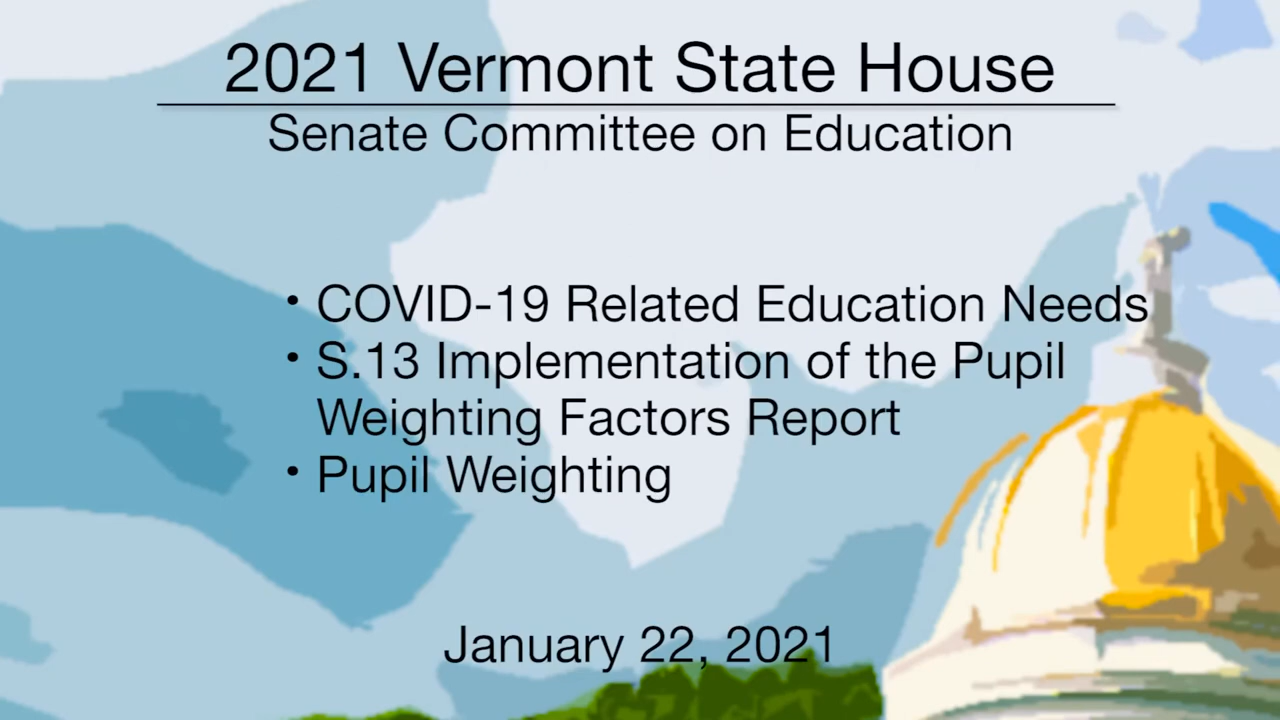 2021 Vermont State House
Senate Committee on Education
• COVID-19 Related Education Needs
• S.13 Implementation of the Pupil
Weighting Factors Report
• Pupil Weighting
January 22, 2021